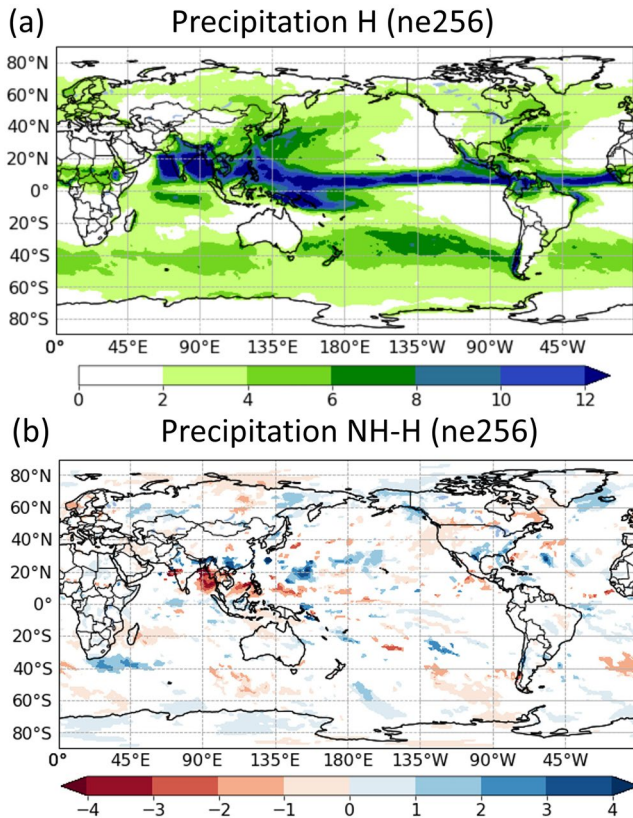 (a) Precipitation H (ne256)
80°N
60°N
40°N
20°N
0°
20°S
40°S
60°S
80°S
0° 45°E 90°E 135°E 180°E 135°W 90°W 45°W
0 2 4 6 8 10 12
(b) Precipitation NH-H (ne256)
80°N
60°N
40°N
20°N
0°
20°S
40°S
60°S
80°S
0° 45°E 90°E 135°E 180°E 135°W 90°W 45°W
−4 −3 −2 −1 0 1 2 3 4